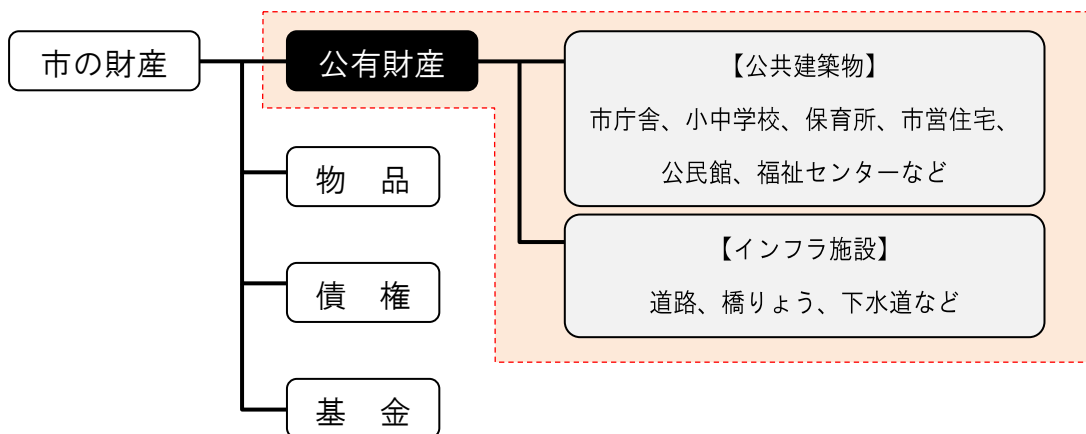 市の財産
公有財産
【公共建築物】
市庁舎、小中学校、保育所、市営住宅、
公民館、福祉センターなど
【インフラ施設】
道路、橋りょう、下水道など
物　品
債　権
基　金